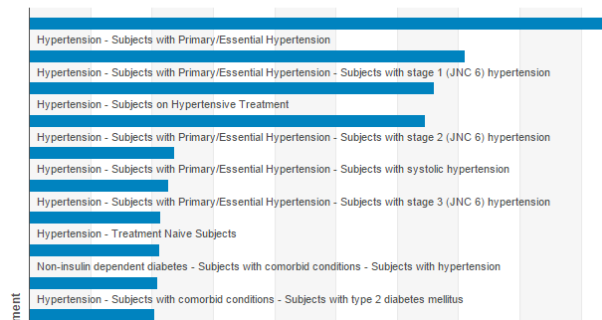 Hypertension - Subjects with Primary/Essential Hypertension
Hypertension - Subjects with Primary/Essential Hypertension - Subjects with stage 1 (JNC 6) hypertension
Hypertension - Subjects on Hypertensive Treatment
Hypertension - Subjects with Primary/Essential Hypertension - Subjects with stage 2 (JNC 6) hypertension
Hypertension - Subjects with Primary/Essential Hypertension - Subjects with systolic hypertension
Hypertension - Subjects with Primary/Essential Hypertension - Subjects with stage 3 (JNC 6) hypertension
Hypertension - Treatment Naive Subjects
Non-insulin dependent diabetes - Subjects with comorbid conditions - Subjects with hypertension
Hypertension - Subjects with comorbid conditions - Subjects with type 2 diabetes mellitus